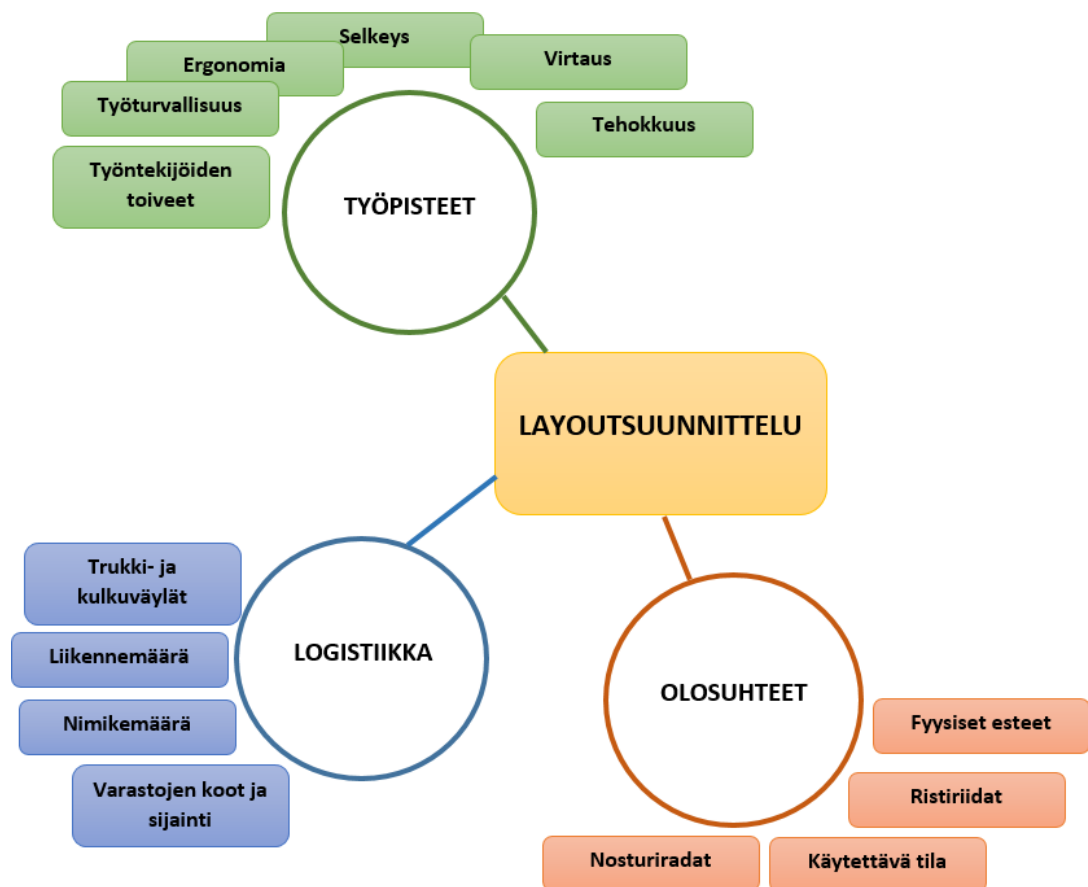 Selkeys
Virtaus
Ergonomia
Työturvallisuus
Tehokkuus
Työntekijöiden
toiveet
TYÖPISTEET
LAYOUTSUUNNITTELU
Trukki- ja
kulkuväylät
Liikennemäärä
LOGISTIIKKA
Nimikemäärä
Varastojen koot ja
sijainti
OLOSUHTEET
Fyysiset esteet
Ristiriidat
Nosturiradat
Käytettävä tila